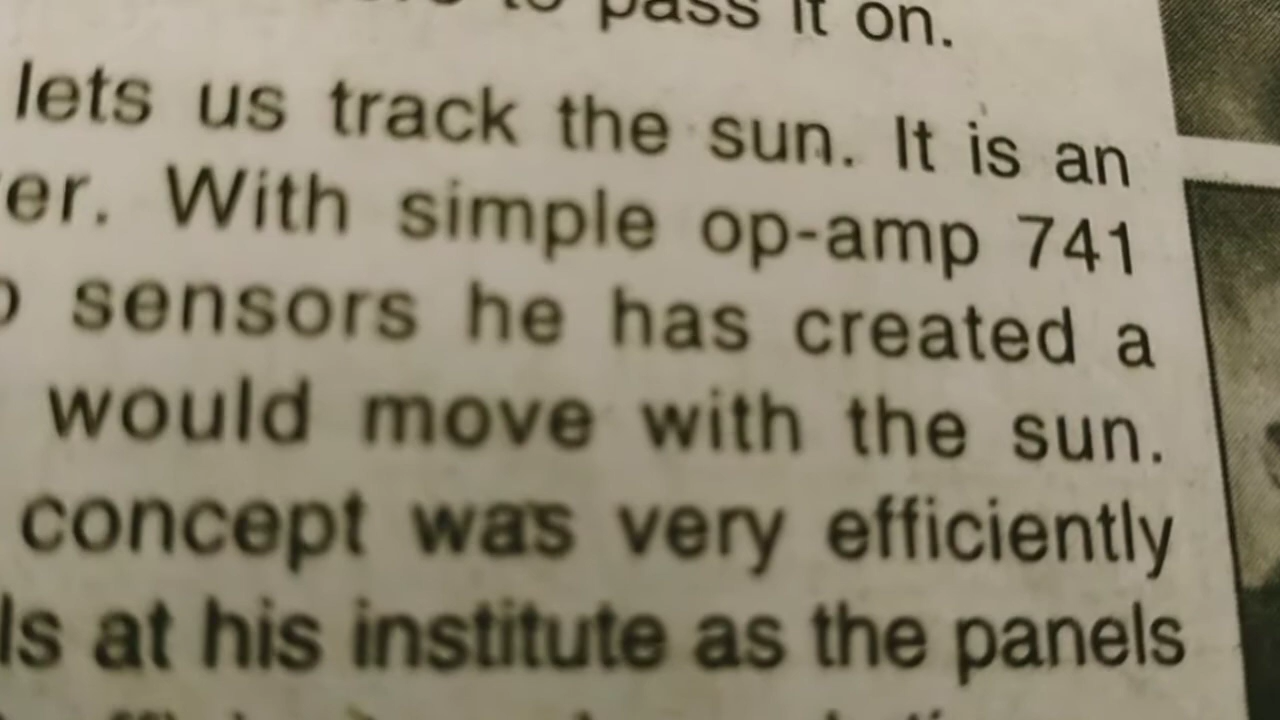 to pass it on.
lets us track the sun. It is an
er. With simple op-amp 741
sensors he has created a
would move with the sun.
concept was very efficiently
ls at his institute as the panels